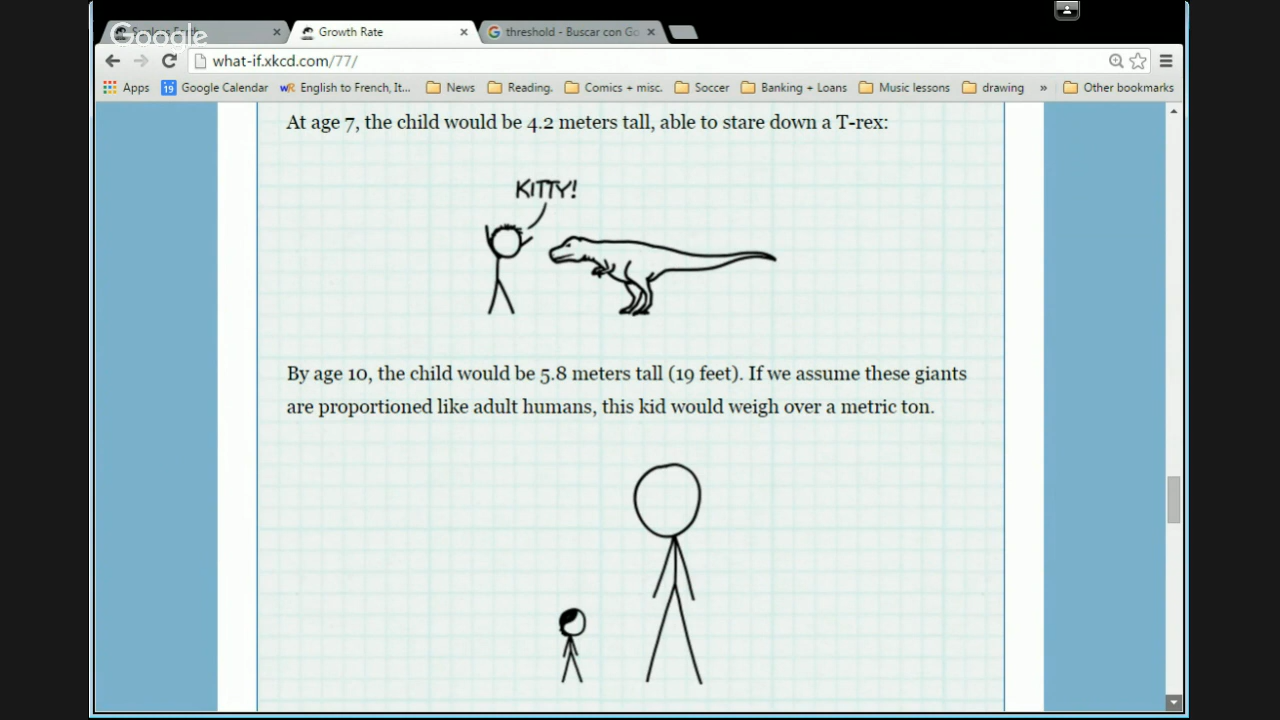 Google
Growth Rate
threshold - Buscar con Go
what-if.xkcd.com/77/
Apps
19
Google Calendar
wR English to French, It...
News
Reading.
Comics + misc.
Soccer
Banking + Loans
Music lessons
drawing
»
Other bookmarks
At age 7, the child would be 4.2 meters tall, able to stare down a T-rex:
KITTY!
By age 10, the child would be 5.8 meters tall (19 feet). If we assume these giants
are proportioned like adult humans, this kid would weigh over a metric ton.